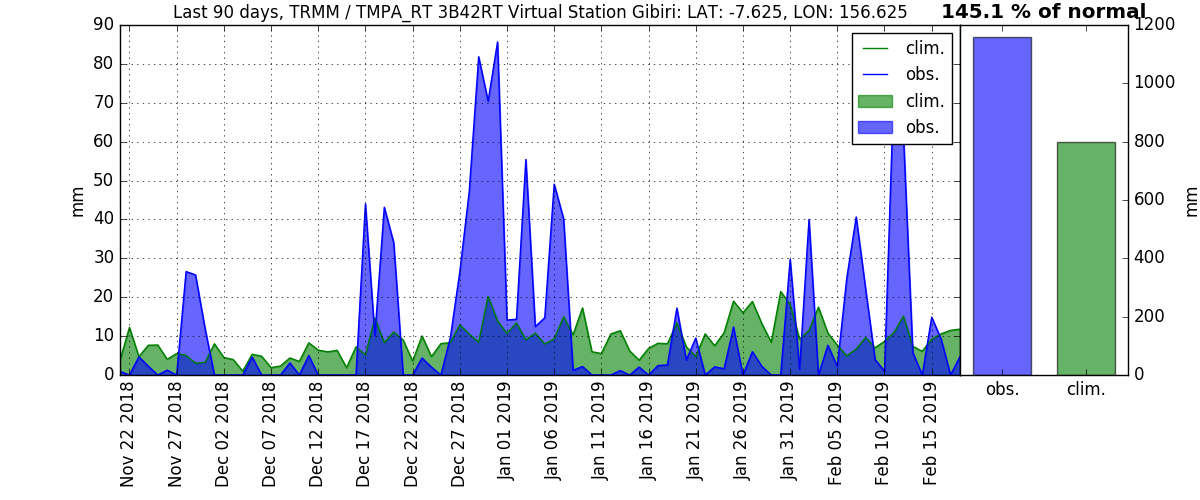 Last 90 days, TRMM / TMPA_RT 3B42RT Virtual Station Gibiri: LAT: -7.625, LON: 156.625
145.1 % of normal
90
80
70
60
50
40
30
20
10
0
mm
clim.
obs.
clim.
obs.
1200
1000
800
600
400
200
0
mm
Nov 22 2018
Nov 27 2018
Dec 02 2018
Dec 07 2018
Dec 12 2018
Dec 17 2018
Dec 22 2018
Dec 27 2018
Jan 01 2019
Jan 06 2019
Jan 11 2019
Jan 16 2019
Jan 21 2019
Jan 26 2019
Jan 31 2019
Feb 05 2019
Feb 10 2019
Feb 15 2019
obs.
clim.